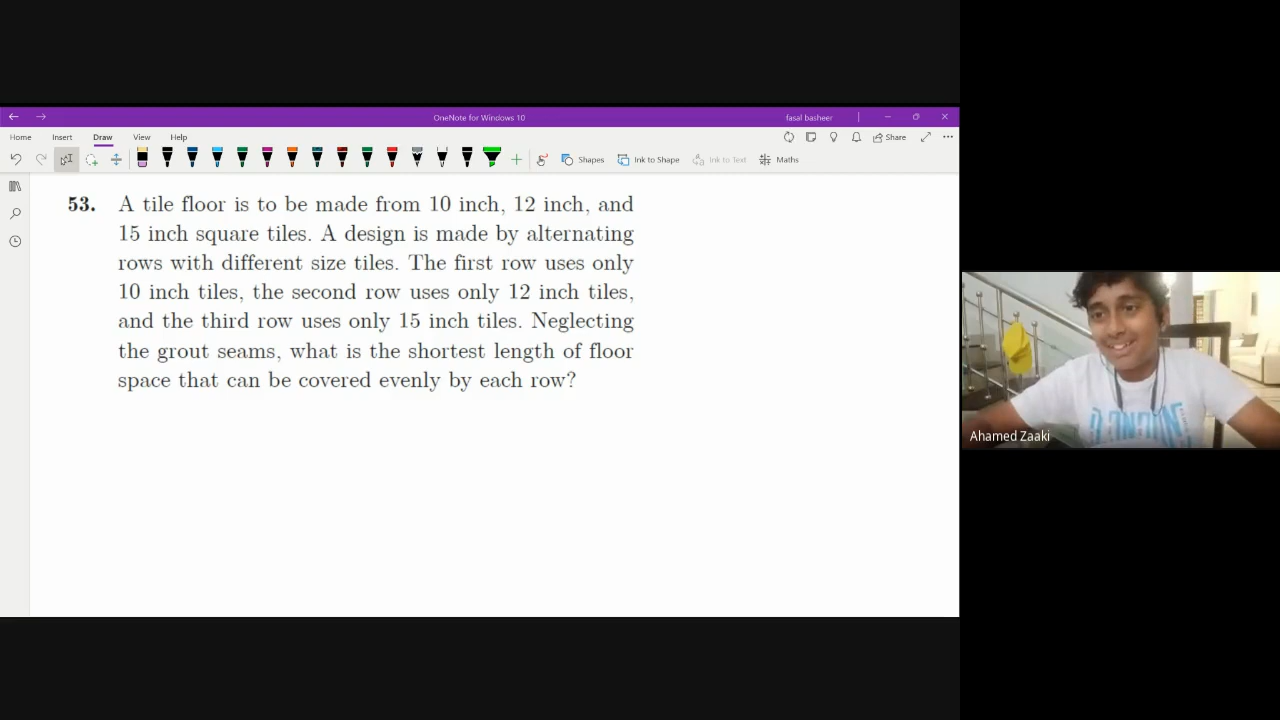 OneNote for Windows 10
fasal basheer
Home Insert Draw View Help
Share
Shapes Ink to Shape Ink to Text Maths
53. A tile floor is to be made from 10 inch, 12 inch, and
15 inch square tiles. A design is made by alternating
rows with different size tiles. The first row uses only
10 inch tiles, the second row uses only 12 inch tiles,
and the third row uses only 15 inch tiles. Neglecting
the grout seams, what is the shortest length of floor
space that can be covered evenly by each row?
Ahamed Zaaki